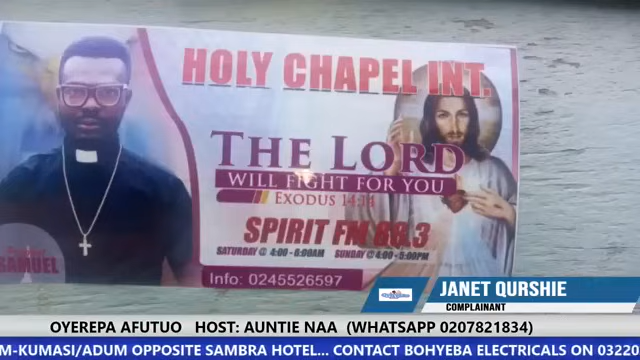 HOLY CHAPEL INT.
THE LORD
WILL FIGHT FOR YOU
EXODUS 14:14
SPIRIT FM 88.3
SATURDAY @ 4:00 - 6:00AM SUNDAY @ 4:00 - 5:00PM
SAMUEL
Info: 0245526597
JANET QURSHIE
COMPLAINANT
OYEREPA AFUTUO HOST: AUNTIE NAA (WHATSAPP 0207821834)
M-KUMASI/ADUM OPPOSITE SAMBRA HOTEL... CONTACT BOHYEBA ELECTRICALS ON 03220